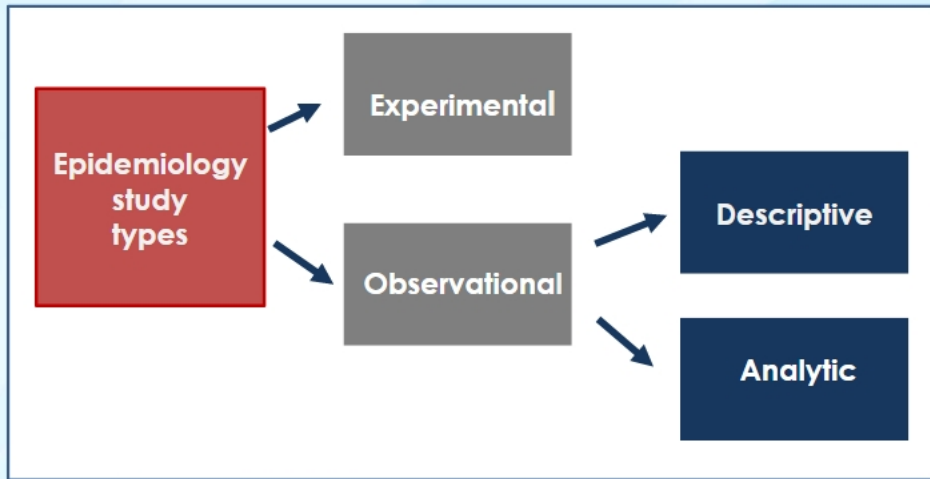 Epidemiology
study
types
Experimental
Observational
Descriptive
Analytic